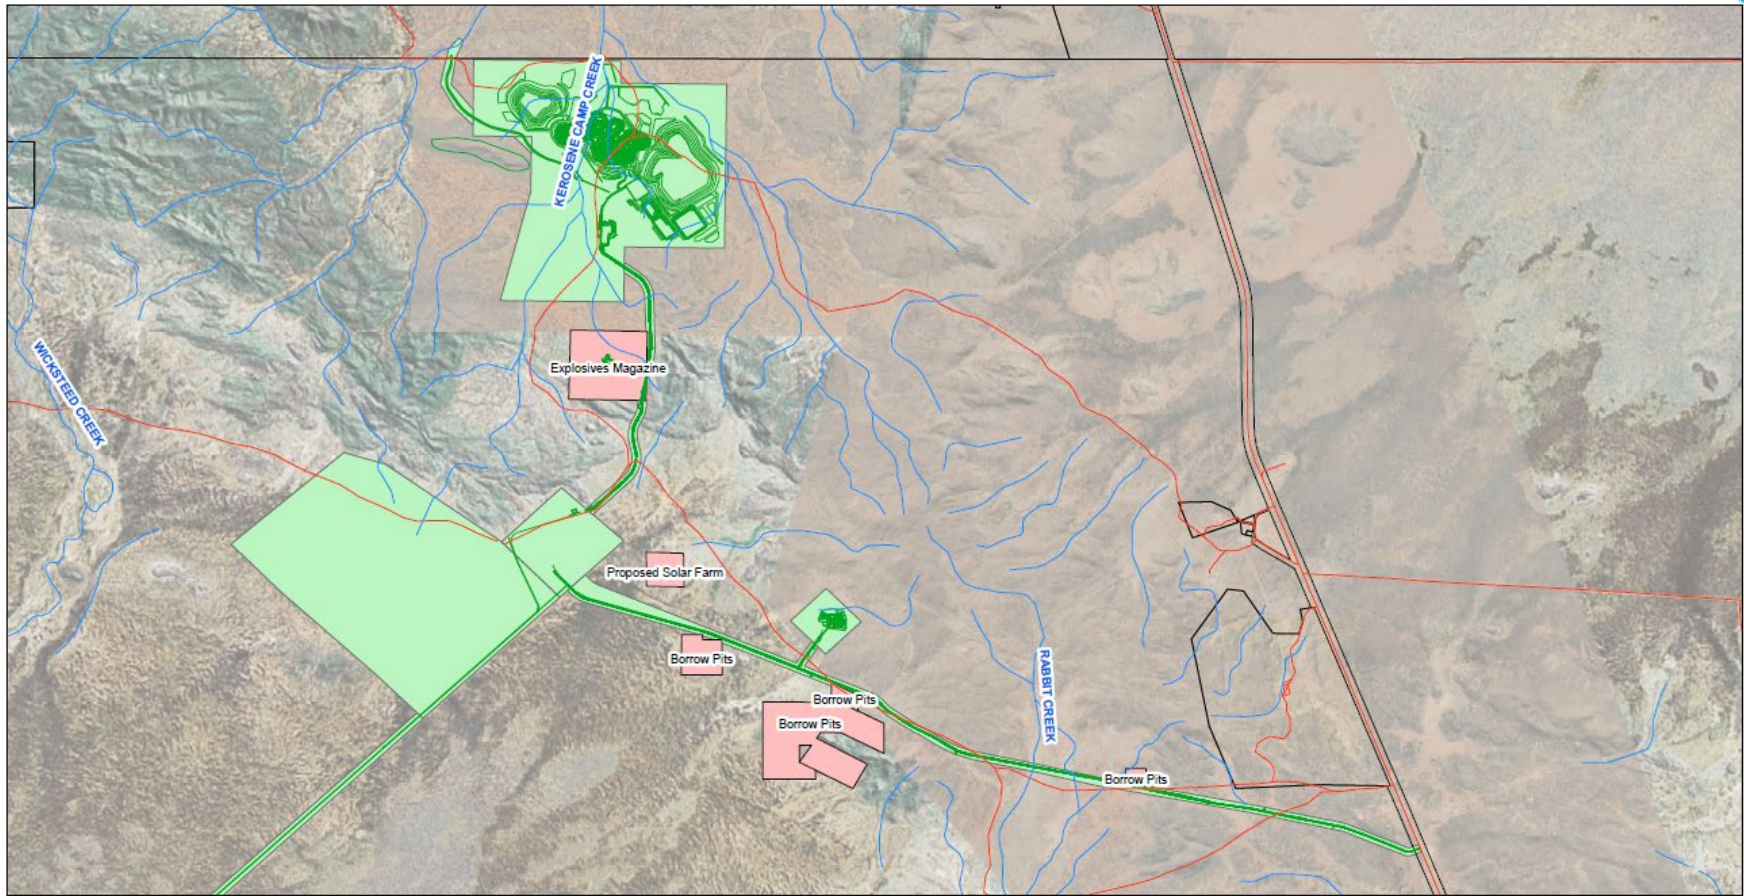 KEROSENE CAMP CREEK
WICKSTEED CREEK
Explosives Magazine
Proposed Solar Farm
Borrow Pits
RABBIT CREEK
Borrow Pits
Borrow Pits
Borrow Pits